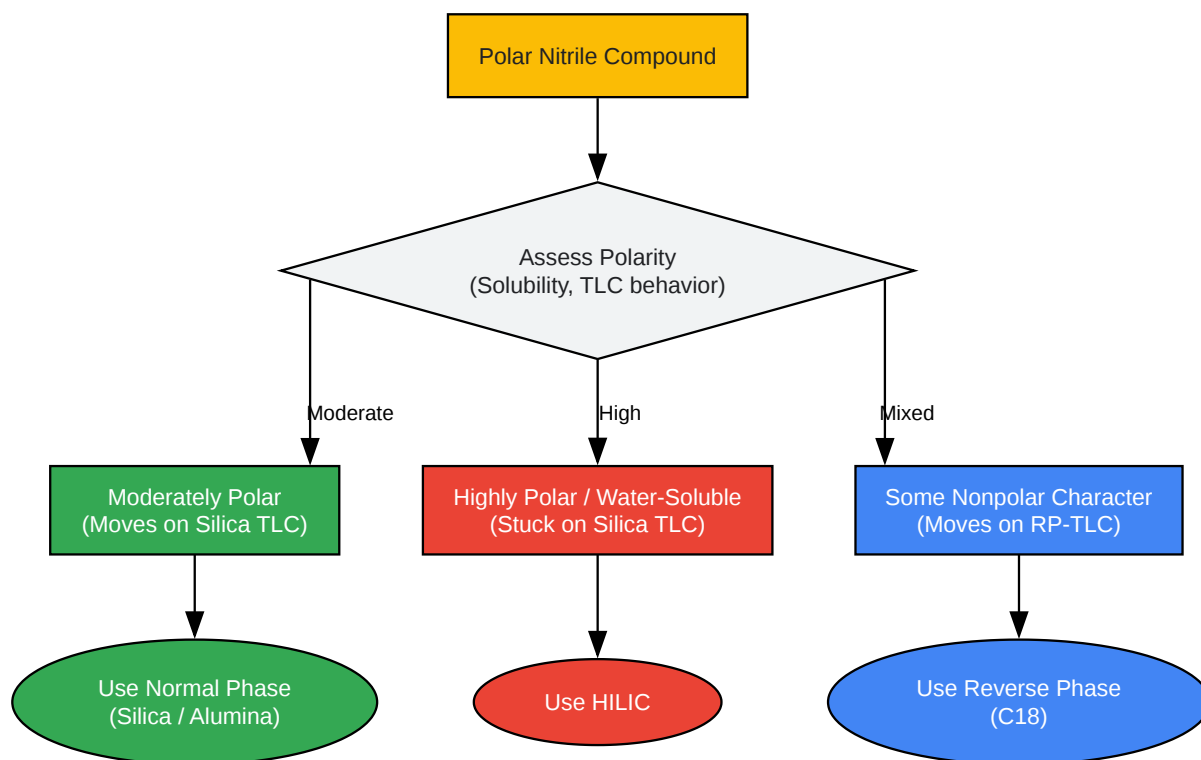 Polar Nitrile Compound
Assess Polarity
(Solubility, TLC behavior)
Moderate
High
Mixed
Moderately Polar
(Moves on Silica TLC)
Highly Polar / Water-Soluble
(Stuck on Silica TLC)
Some Nonpolar Character
(Moves on RP-TLC)
Use Normal Phase
(Silica / Alumina)
Use HILIC
Use Reverse Phase
(C18)